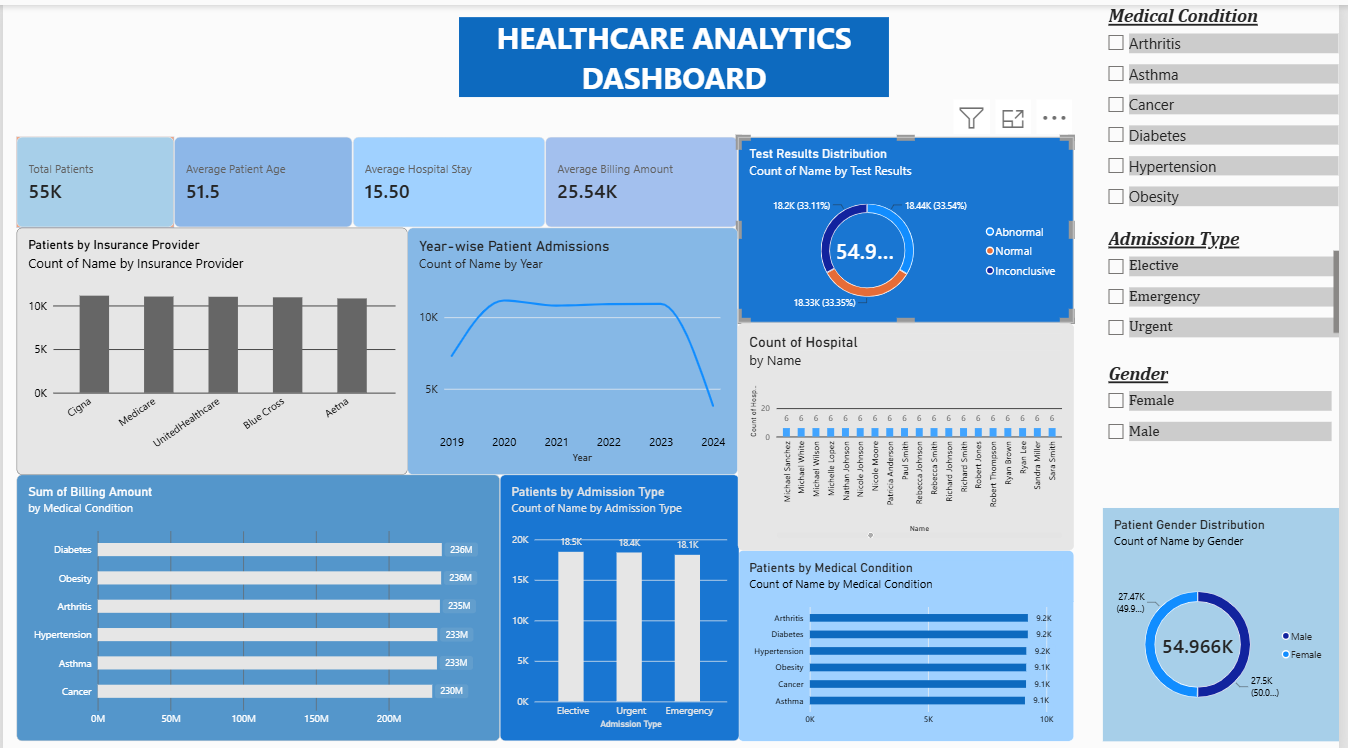 HEALTHCARE ANALYTICS
DASHBOARD
Total Patients
55K
Average Patient Age
51.5
Average Hospital Stay
15.50
Average Billing Amount
25.54K
Patients by Insurance Provider
Count of Name by Insurance Provider
10K
5K
0K
Cigna
Medicare
UnitedHealthcare
Blue Cross
Aetna
Year-wise Patient Admissions
Count of Name by Year
10K
5K
2019 2020 2021 2022 2023 2024
Year
Test Results Distribution
Count of Name by Test Results
18.2K (33.11%)
18.44K (33.54%)
54.9...
18.33K (33.35%)
Abnormal
Normal
Inconclusive
Count of Hospital
by Name
Count of Hosp...
20
0
6 6 6 6 6 6 6 6 6 6 6 6 6 6 6 6 6 6 6
Michael Sanchez
Michael White
Michael Wilson
Michelle Lopez
Nathan Johnson
Nicole Johnson
Nicole Moore
Patricia Anderson
Paul Smith
Rebecca Johnson
Rebecca Smith
Richard Johnson
Richard Smith
Robert Jones
Robert Thompson
Ryan Brown
Ryan Lee
Sandra Miller
Sara Smith
Name
Sum of Billing Amount
by Medical Condition
Diabetes 236M
Obesity 236M
Arthritis 235M
Hypertension 233M
Asthma 233M
Cancer 230M
0M 50M 100M 150M 200M
Patients by Admission Type
Count of Name by Admission Type
20K
15K
10K
5K
0K
18.5K 18.4K 18.1K
Elective Urgent Emergency
Admission Type
Patients by Medical Condition
Count of Name by Medical Condition
Arthritis 9.2K
Diabetes 9.2K
Hypertension 9.2K
Obesity 9.1K
Cancer 9.1K
Asthma 9.1K
0K 5K 10K
Medical Condition
Arthritis
Asthma
Cancer
Diabetes
Hypertension
Obesity
Admission Type
Elective
Emergency
Urgent
Gender
Female
Male
Patient Gender Distribution
Count of Name by Gender
27.47K
(49.9...)
54.966K
27.5K
(50.0...)
Male
Female